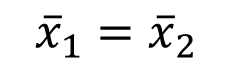 x̄₁ = x̄₂